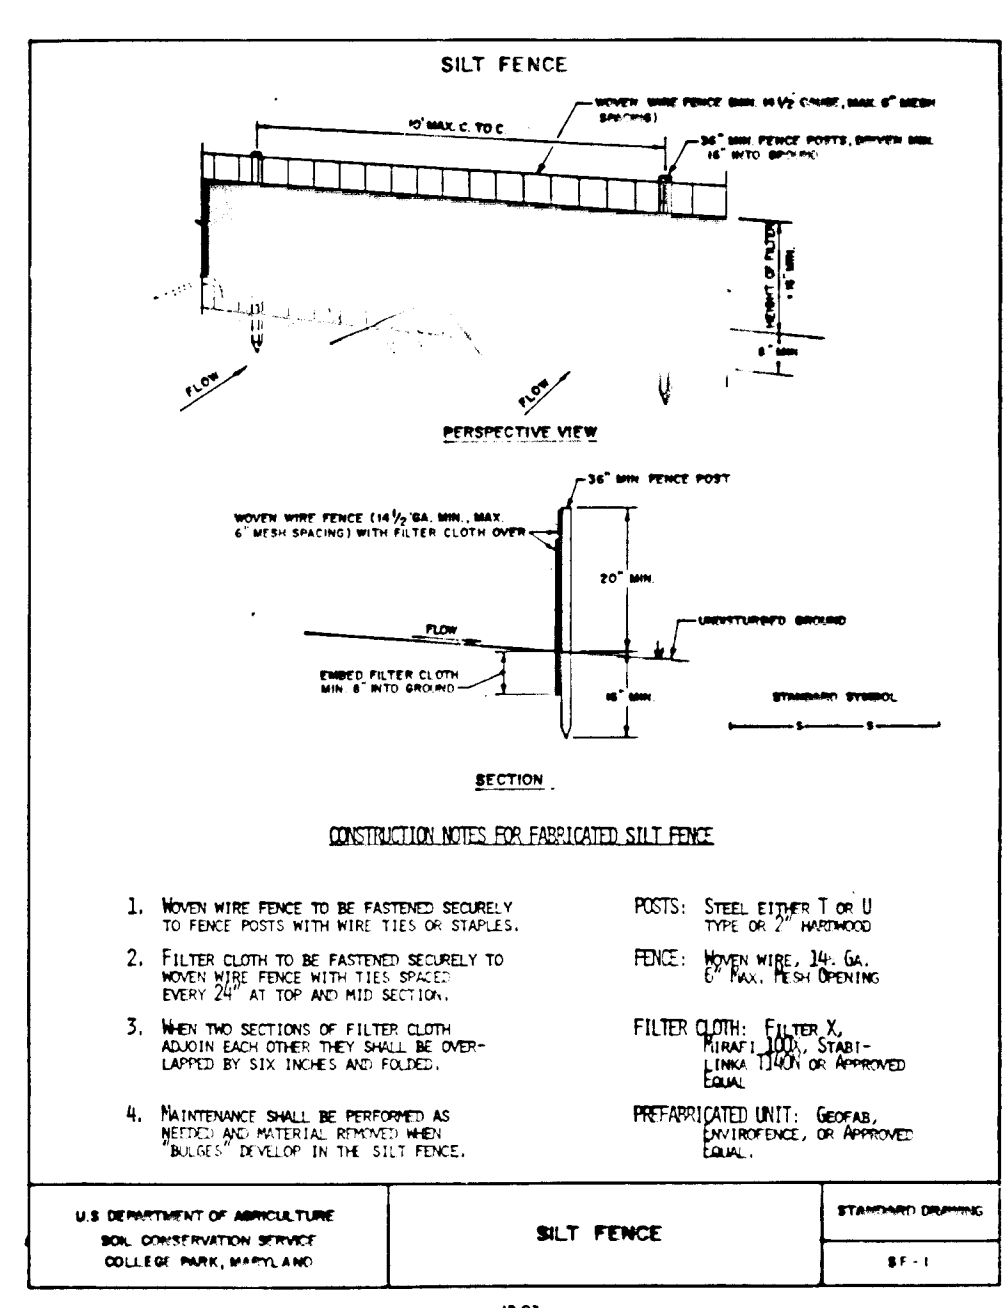 SILT FENCE
WOVEN WIRE FENCE (MIN. 14 1/2 GAUGE, MAX. 6" MESH
SPACING)
10' MAX. C. TO C.
36" MIN. FENCE POSTS, DRIVEN MIN.
16" INTO GROUND
HEIGHT OF FILTER
16" MIN.
8" MIN
FLOW
FLOW
PERSPECTIVE VIEW
36" MIN FENCE POST
WOVEN WIRE FENCE (14 1/2 GA. MIN., MAX.
6" MESH SPACING) WITH FILTER CLOTH OVER
20" MIN.
FLOW
UNDISTURBED GROUND
EMBED FILTER CLOTH
MIN. 8" INTO GROUND
16" MIN.
STANDARD SYMBOL
S S
SECTION
CONSTRUCTION NOTES FOR FABRICATED SILT FENCE
1. WOVEN WIRE FENCE TO BE FASTENED SECURELY
TO FENCE POSTS WITH WIRE TIES OR STAPLES.
2. FILTER CLOTH TO BE FASTENED SECURELY TO
WOVEN WIRE FENCE WITH TIES SPACED
EVERY 24" AT TOP AND MID SECTION.
3. WHEN TWO SECTIONS OF FILTER CLOTH
ADJOIN EACH OTHER THEY SHALL BE OVER-
LAPPED BY SIX INCHES AND FOLDED.
4. MAINTENANCE SHALL BE PERFORMED AS
NEEDED AND MATERIAL REMOVED WHEN
"BULGES" DEVELOP IN THE SILT FENCE.
POSTS: STEEL EITHER T OR U
TYPE OR 2" HARDWOOD
FENCE: WOVEN WIRE, 14. GA.
6" MAX. MESH OPENING
FILTER CLOTH: FILTER X,
MIRAFI 100X, STABI-
LINKA T140N OR APPROVED
EQUAL
PREFABRICATED UNIT: GEOFAB,
ENVIROFENCE, OR APPROVED
EQUAL.
U.S DEPARTMENT OF AGRICULTURE
SOIL CONSERVATION SERVICE
COLLEGE PARK, MARYLAND
SILT FENCE
STANDARD DRAWING
SF-1